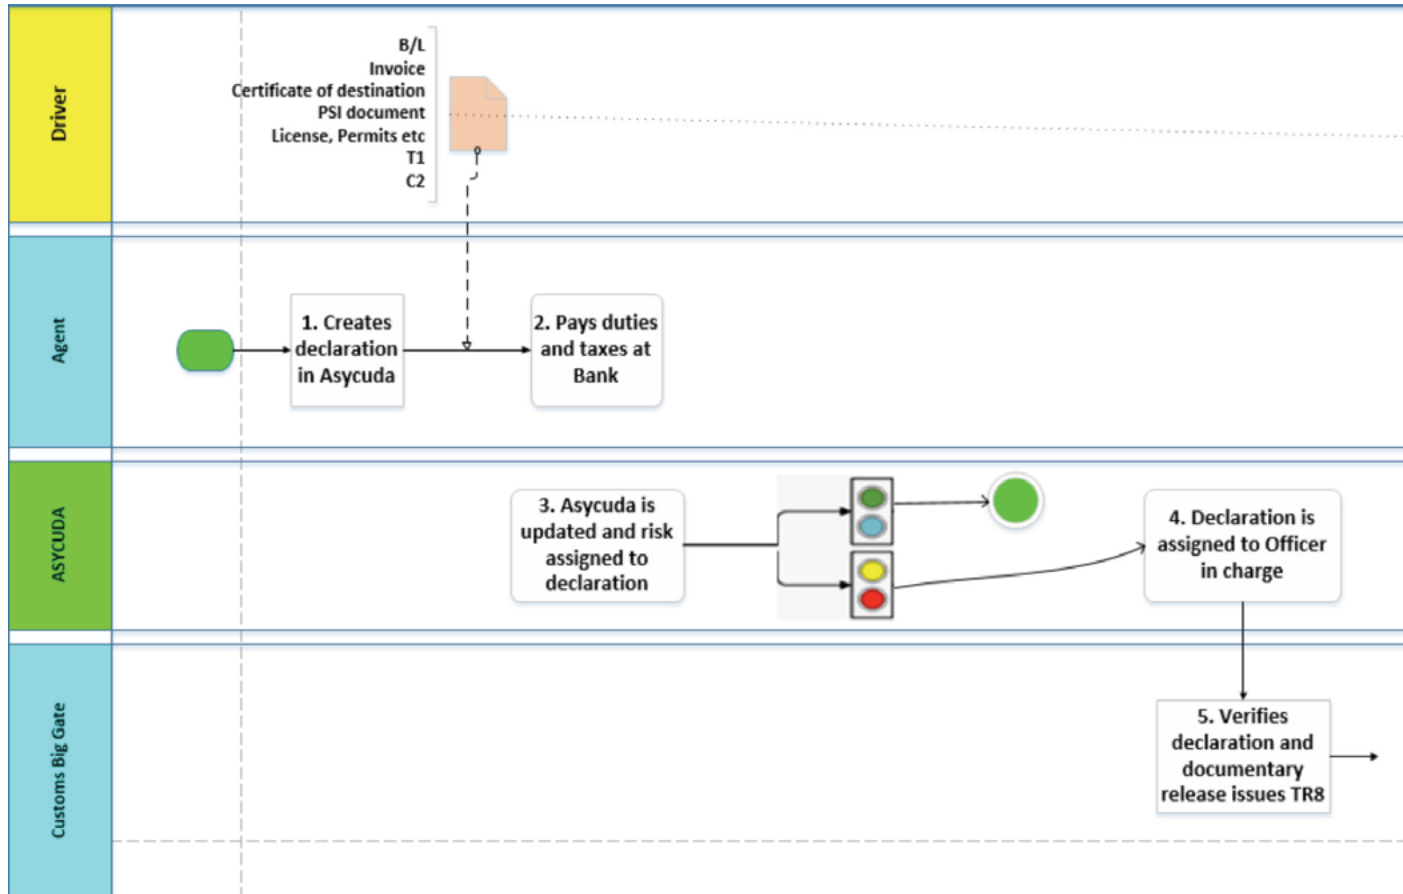 Driver
B/L
Invoice
Certificate of destination
PSI document
License, Permits etc
T1
C2
Agent
1. Creates
declaration
in Asycuda
2. Pays duties
and taxes at
Bank
ASYCUDA
3. Asycuda is
updated and risk
assigned to
declaration
4. Declaration is
assigned to Officer
in charge
Customs Big Gate
5. Verifies
declaration and
documentary
release issues TR8